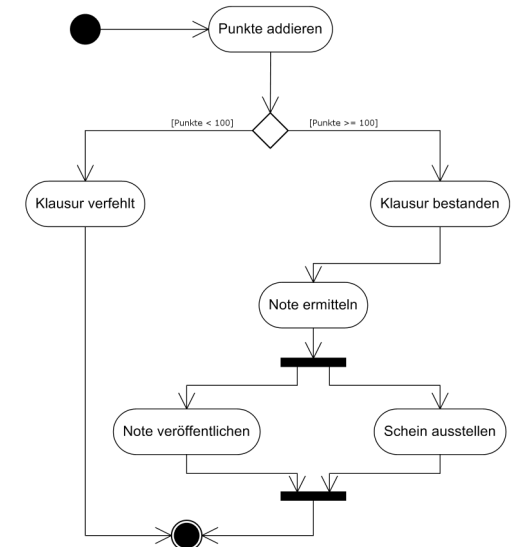 Punkte addieren
[Punkte < 100]
[Punkte >= 100]
Klausur verfehlt
Klausur bestanden
Note ermitteln
Note veröffentlichen
Schein ausstellen